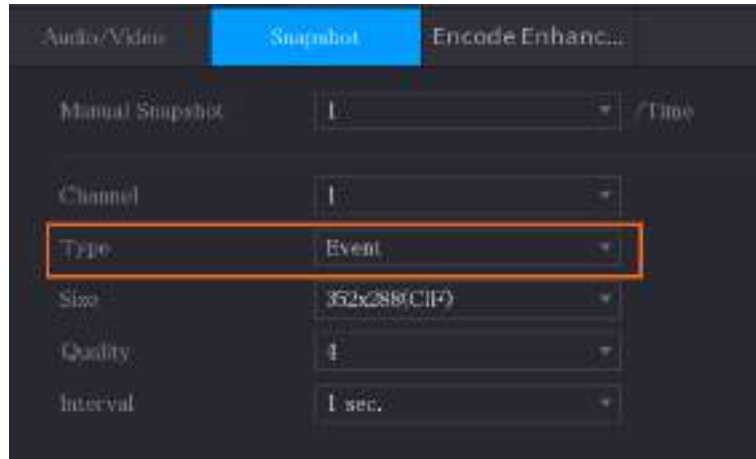 Audio/Video Snapshot Encode Enhanc...
Manual Snapshot 1 /Time
Channel 1
Type Event
Size 352x288(CIF)
Quality 4
Interval 1 sec.